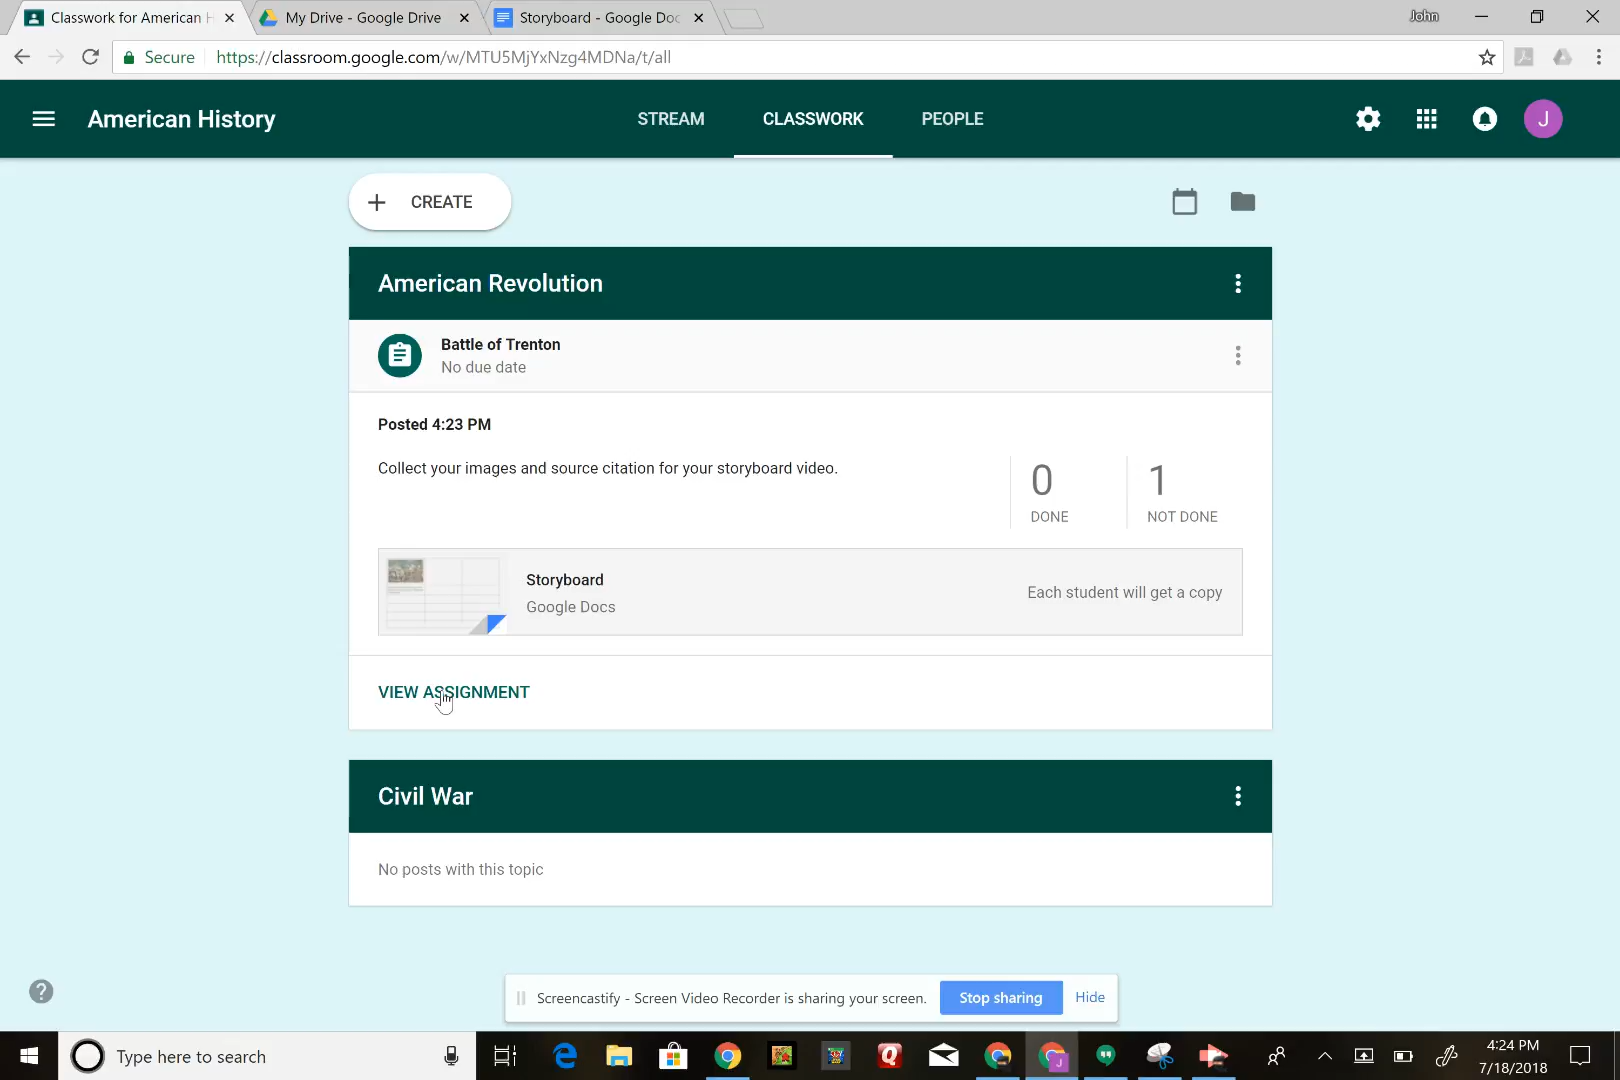 Classwork for American H
My Drive - Google Drive
Storyboard - Google Doc
John
Secure
https://classroom.google.com/w/MTU5MjYxNzg4MDNa/t/all
American History
STREAM
CLASSWORK
PEOPLE
J
CREATE
American Revolution
Battle of Trenton
No due date
Posted 4:23 PM
Collect your images and source citation for your storyboard video.
0
DONE
1
NOT DONE
Storyboard
Google Docs
Each student will get a copy
VIEW ASSIGNMENT
Civil War
No posts with this topic
Screencastify - Screen Video Recorder is sharing your screen.
Stop sharing
Hide
Type here to search
4:24 PM
7/18/2018